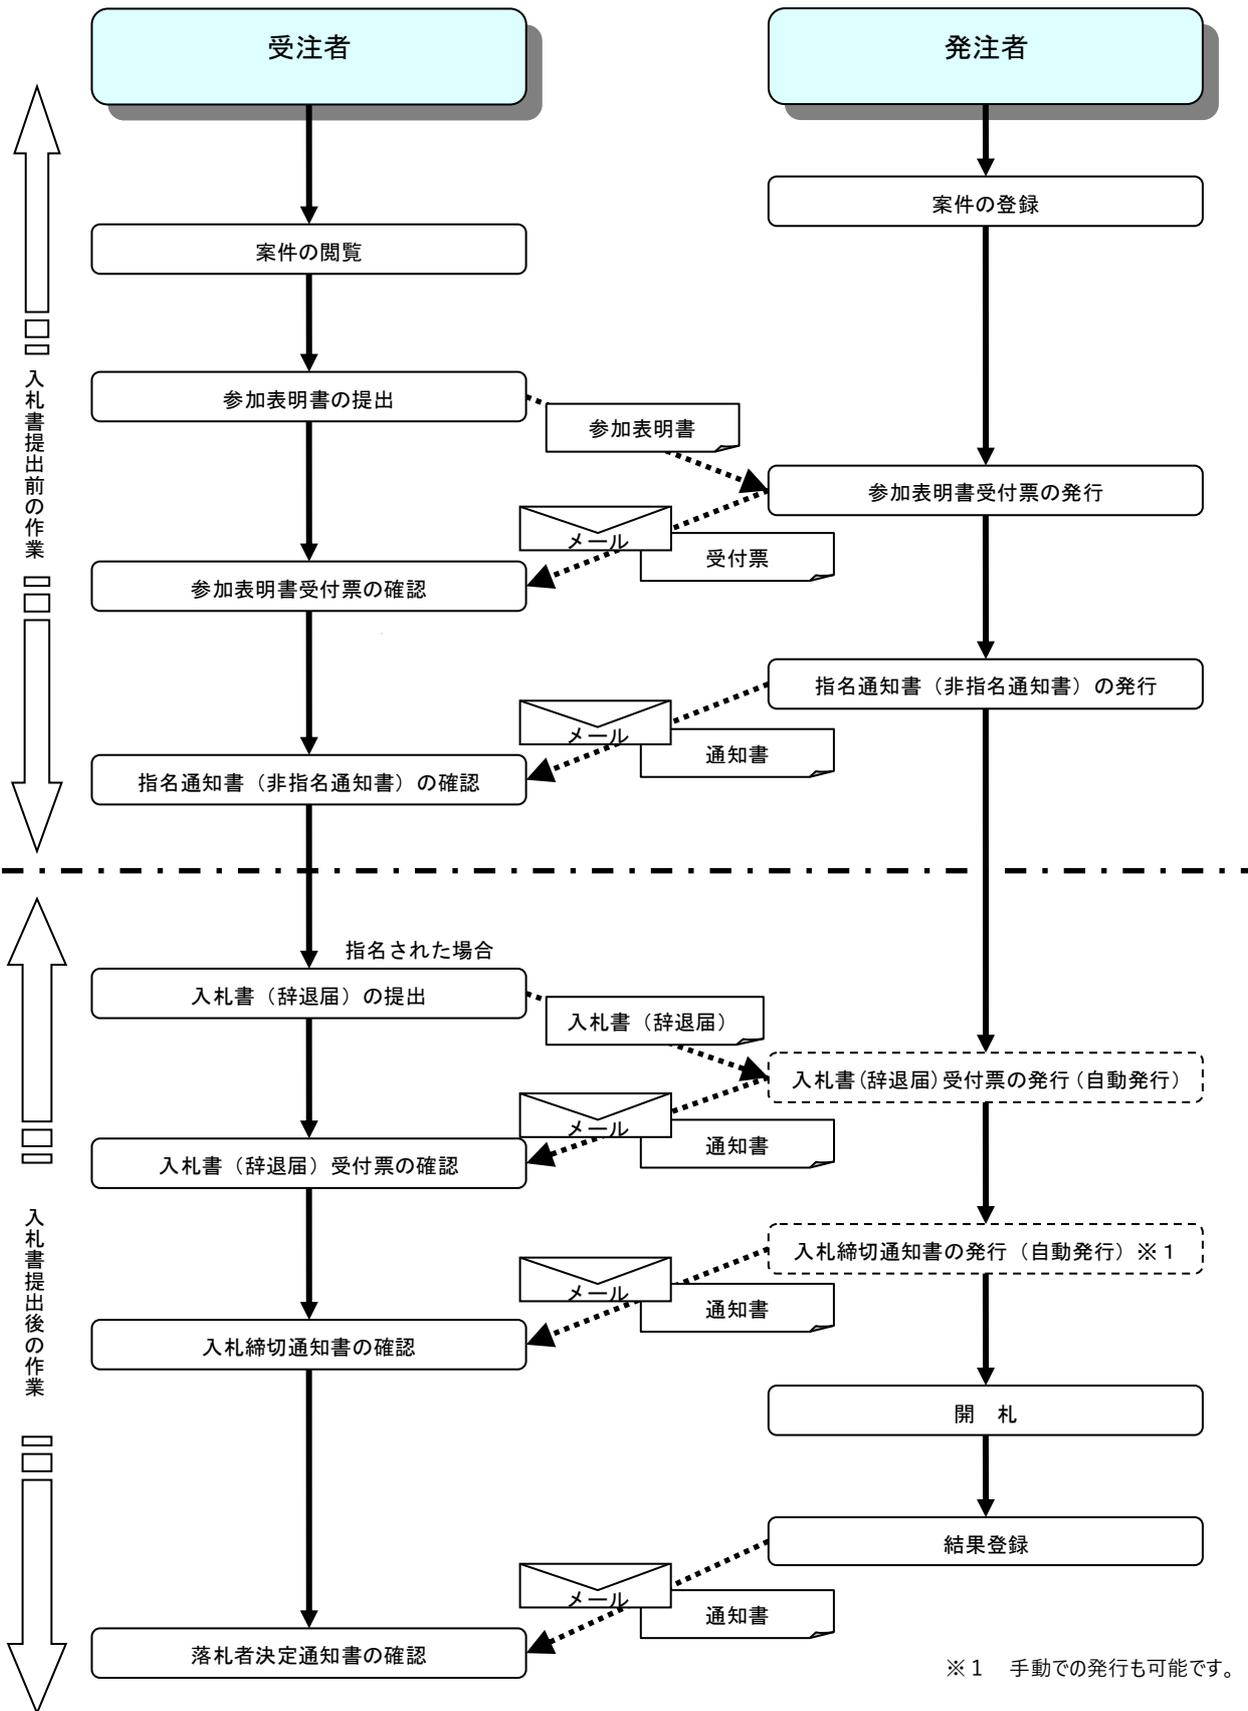 受注者
発注者
案件の登録
案件の閲覧
参加表明書の提出
参加表明書
参加表明書受付票の発行
メール
受付票
参加表明書受付票の確認
入札書提出前の作業
指名通知書（非指名通知書）の発行
メール
通知書
指名通知書（非指名通知書）の確認
指名された場合
入札書（辞退届）の提出
入札書（辞退届）
入札書（辞退届）受付票の発行（自動発行）
メール
通知書
入札書（辞退届）受付票の確認
入札書提出後の作業
入札締切通知書の発行（自動発行）※１
メール
通知書
入札締切通知書の確認
開　札
結果登録
メール
通知書
落札者決定通知書の確認
※１　手動での発行も可能です。